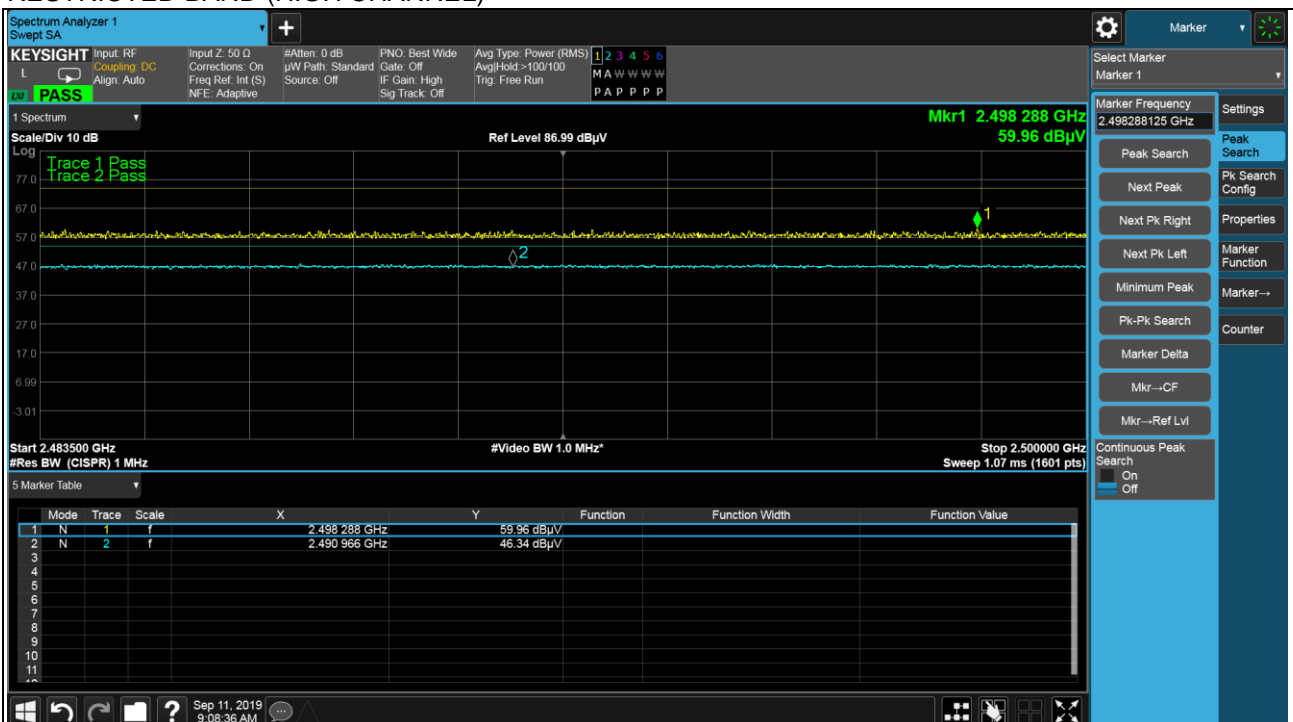 RESTRICTED BAND (HIGH CHANNEL)
Spectrum Analyzer 1
Swept SA
+
Marker
KEYSIGHT
L
LXI PASS
Input: RF
Coupling: DC
Align: Auto
Input Z: 50 Ω
Corrections: On
Freq Ref: Int (S)
NFE: Adaptive
#Atten: 0 dB
µW Path: Standard
Source: Off
PNO: Best Wide
Gate: Off
IF Gain: High
Sig Track: Off
Avg Type: Power (RMS)
Avg|Hold:>100/100
Trig: Free Run
1 2 3 4 5 6
M A W W W W
P A P P P P
1 Spectrum
Scale/Div 10 dB
Ref Level 86.99 dBµV
Mkr1 2.498 288 GHz
59.96 dBµV
Log
Trace 1 Pass
Trace 2 Pass
77.0
67.0
57.0
47.0
37.0
27.0
17.0
6.99
-3.01
1
2
Start 2.483500 GHz
#Video BW 1.0 MHz*
Stop 2.500000 GHz
#Res BW (CISPR) 1 MHz
Sweep 1.07 ms (1601 pts)
5 Marker Table
Mode Trace Scale X Y Function Function Width Function Value
1 N 1 f 2.498 288 GHz 59.96 dBµV
2 N 2 f 2.490 966 GHz 46.34 dBµV
3
4
5
6
7
8
9
10
11
Select Marker
Marker 1
Marker Frequency
2.498288125 GHz
Peak Search
Next Peak
Next Pk Right
Next Pk Left
Minimum Peak
Pk-Pk Search
Marker Delta
Mkr→CF
Mkr→Ref Lvl
Continuous Peak
Search
On
Off
Settings
Peak
Search
Pk Search
Config
Properties
Marker
Function
Marker→
Counter
?
Sep 11, 2019
9:08:36 AM